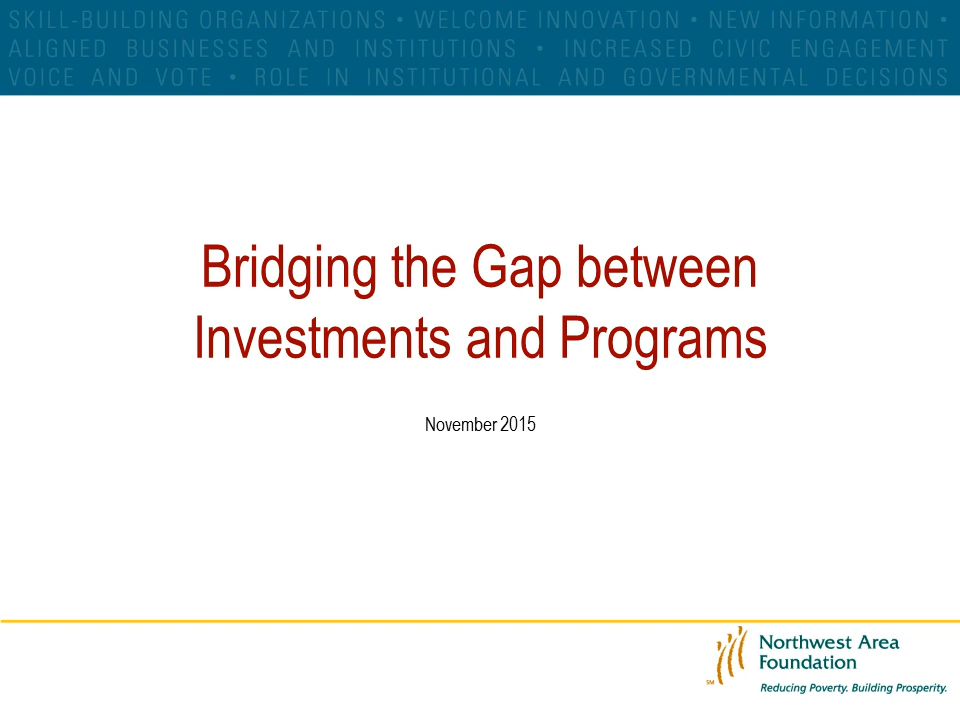 SKILL-BUILDING ORGANIZATIONS • WELCOME INNOVATION • NEW INFORMATION •
ALIGNED BUSINESSES AND INSTITUTIONS • INCREASED CIVIC ENGAGEMENT
VOICE AND VOTE • ROLE IN INSTITUTIONAL AND GOVERNMENTAL DECISIONS
Bridging the Gap between
Investments and Programs
November 2015
Northwest Area
Foundation
SM
Reducing Poverty. Building Prosperity.